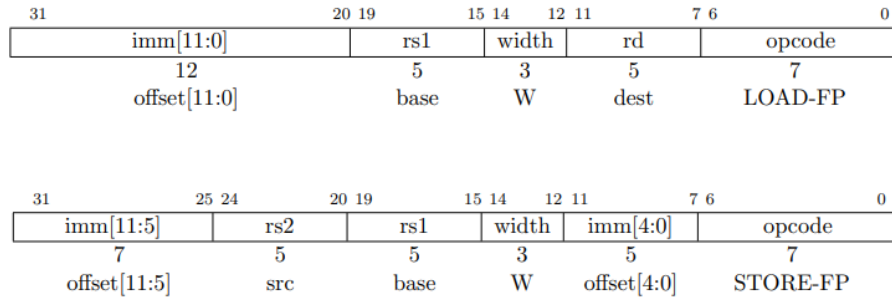 31 20 19 15 14 12 11 7 6 0
imm[11:0] rs1 width rd opcode
12 5 3 5 7
offset[11:0] base W dest LOAD-FP
31 25 24 20 19 15 14 12 11 7 6 0
imm[11:5] rs2 rs1 width imm[4:0] opcode
7 5 5 3 5 7
offset[11:5] src base W offset[4:0] STORE-FP